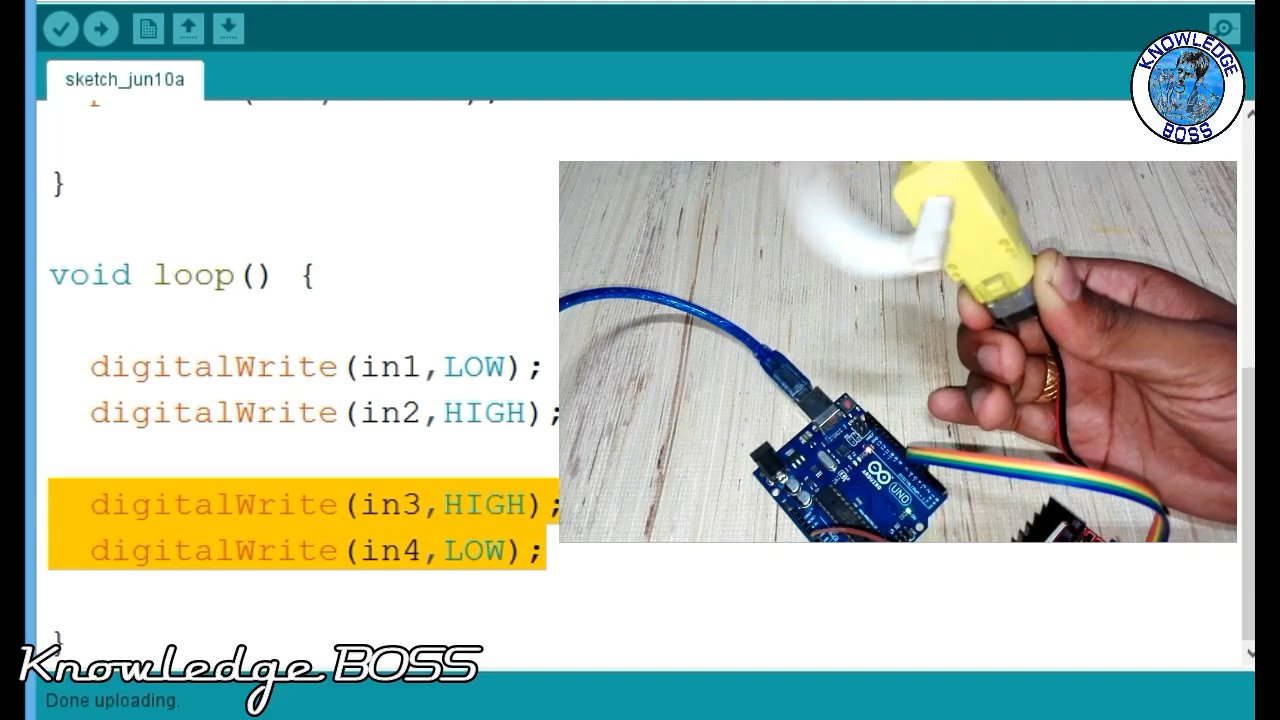 sketch_jun10a
}
void loop() {
digitalWrite(in1,LOW);
digitalWrite(in2,HIGH);
digitalWrite(in3,HIGH);
digitalWrite(in4,LOW);
}
Knowledge BOSS
Done uploading.
KNOWLEDGE
BOSS
UNO